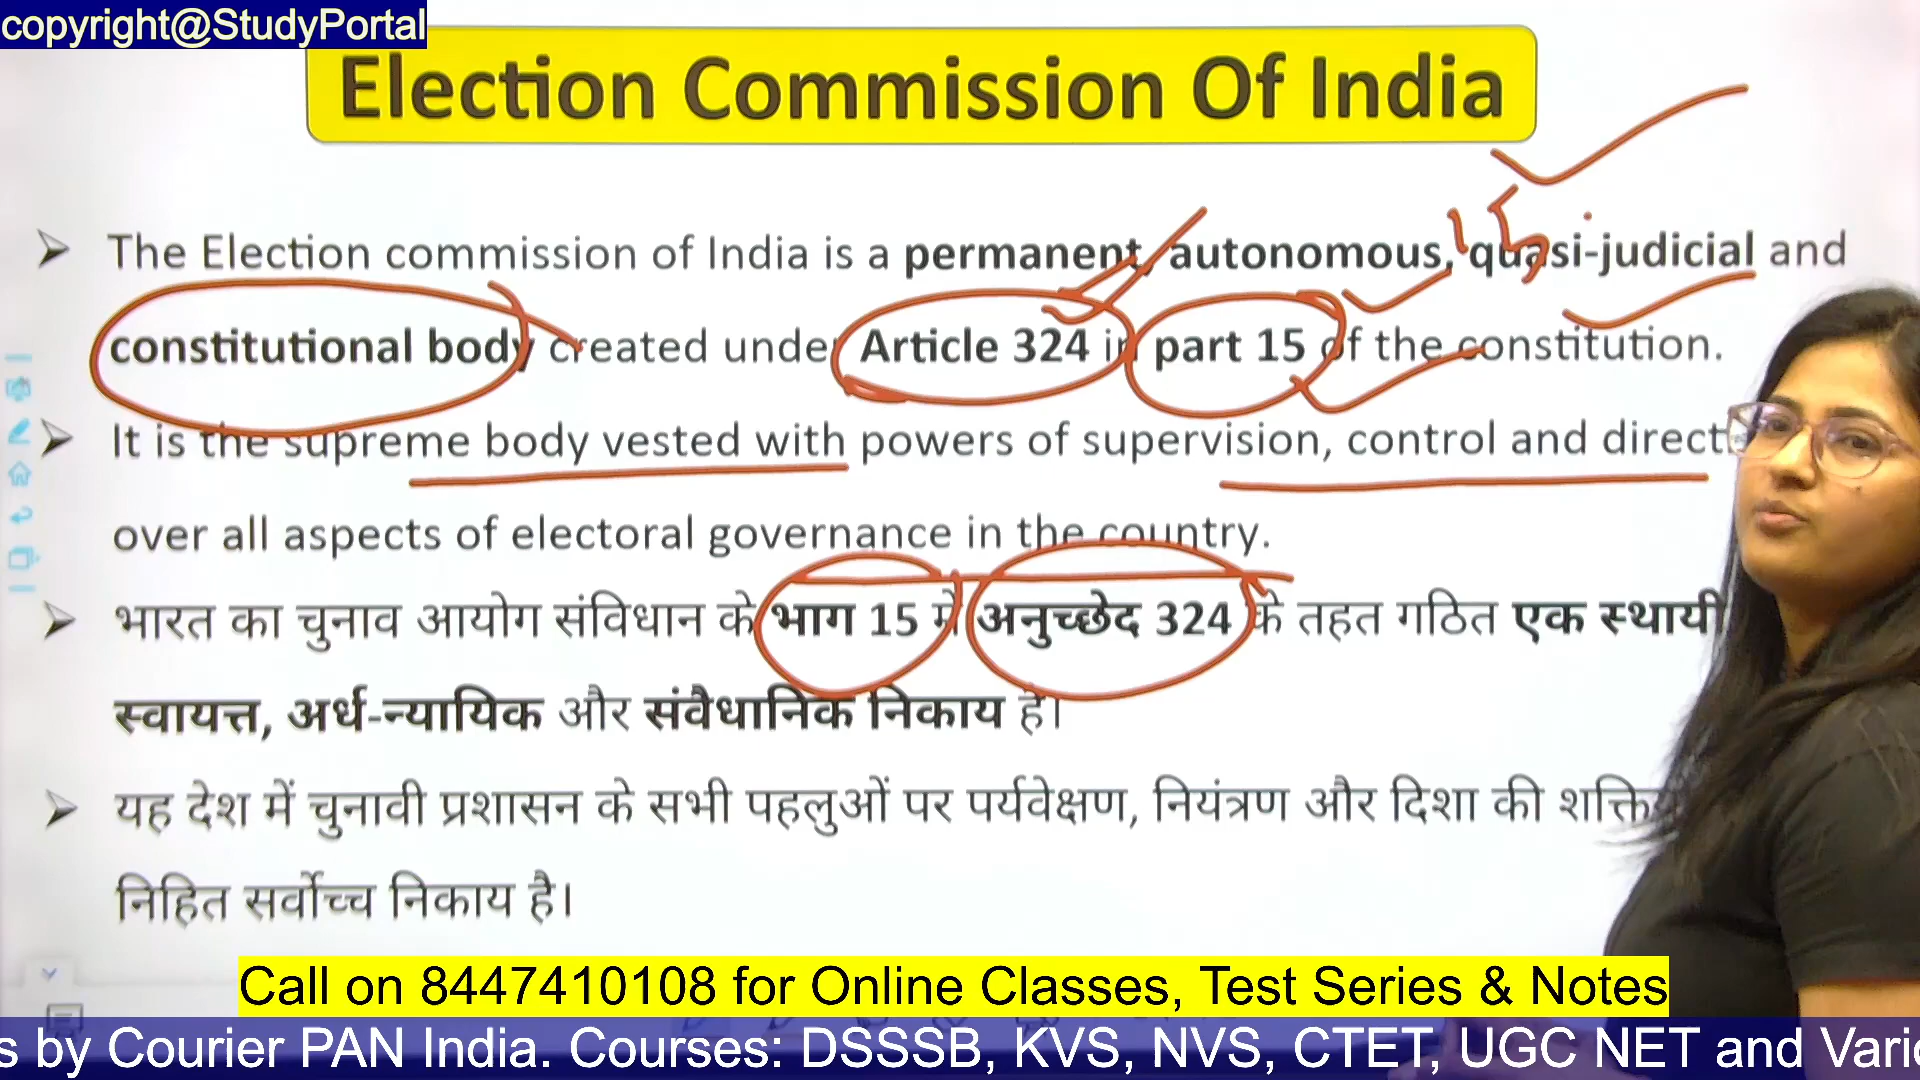 copyright@StudyPortal
Election Commission Of India
15
➢ The Election commission of India is a permanent, autonomous, quasi-judicial and
constitutional body created under Article 324 in part 15 of the constitution.
➢ It is the supreme body vested with powers of supervision, control and direct
over all aspects of electoral governance in the country.
➢ भारत का चुनाव आयोग संविधान के भाग 15 में अनुच्छेद 324 के तहत गठित एक स्थायी
स्वायत्त, अर्ध-न्यायिक और संवैधानिक निकाय है।
➢ यह देश में चुनावी प्रशासन के सभी पहलुओं पर पर्यवेक्षण, नियंत्रण और दिशा की
निहित सर्वोच्च निकाय है।
Call on 8447410108 for Online Classes, Test Series & Notes
s by Courier PAN India. Courses: DSSSB, KVS, NVS, CTET, UGC NET and Vario